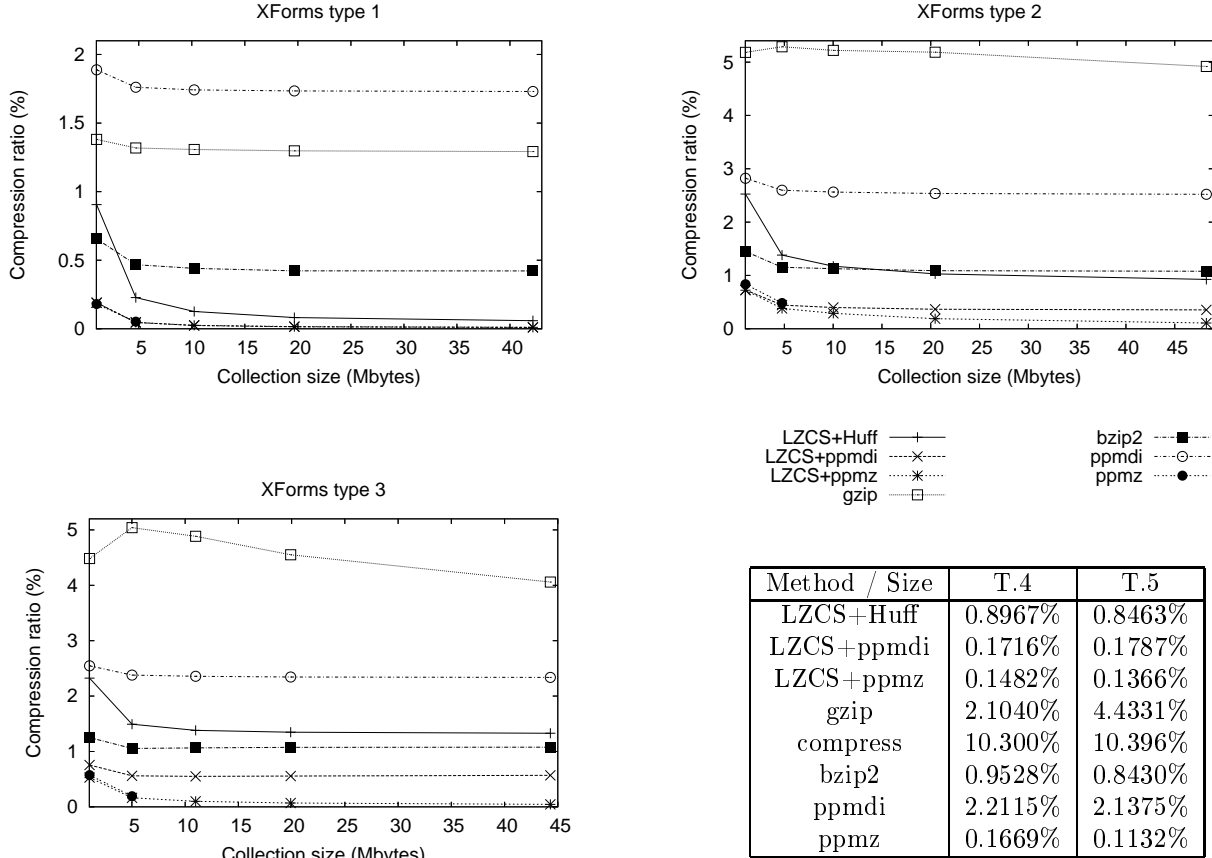 XForms type 1
2
1.5
1
0.5
0
5 10 15 20 25 30 35 40
Compression ratio (%)
Collection size (Mbytes)
XForms type 2
5
4
3
2
1
0
5 10 15 20 25 30 35 40 45
Compression ratio (%)
Collection size (Mbytes)
LZCS+Huff
LZCS+ppmdi
LZCS+ppmz
gzip
bzip2
ppmdi
ppmz
XForms type 3
5
4
3
2
1
0
5 10 15 20 25 30 35 40 45
Compression ratio (%)
Collection size (Mbytes)
Method / Size T.4 T.5
LZCS+Huff 0.8967% 0.8463%
LZCS+ppmdi 0.1716% 0.1787%
LZCS+ppmz 0.1482% 0.1366%
gzip 2.1040% 4.4331%
compress 10.300% 10.396%
bzip2 0.9528% 0.8430%
ppmdi 2.2115% 2.1375%
ppmz 0.1669% 0.1132%